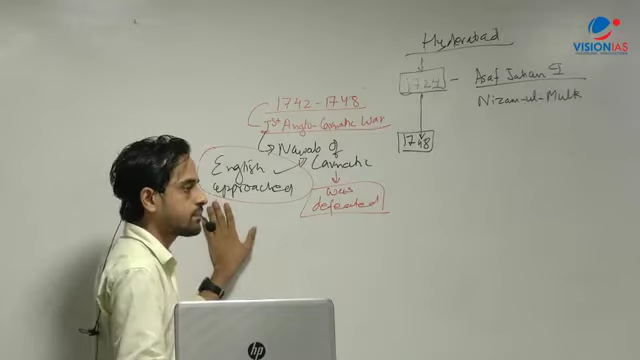 Hyderabad
1724 - Asaf Jahan I
Nizam-ul-Mulk
1748
1742-1748
Ist Anglo-Carnatic War
Nawab of
Carnatic
English
approached
was
defeated
VISIONIAS
hp